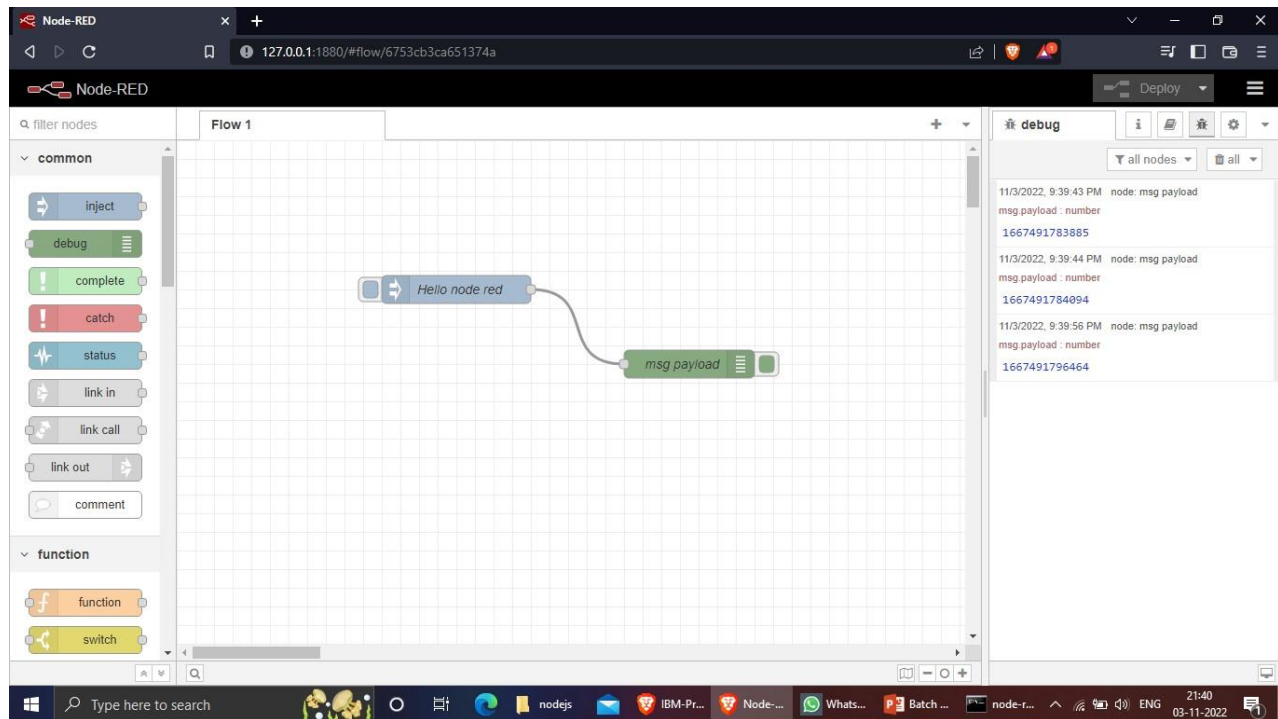 Node-RED
127.0.0.1:1880/#flow/6753cb3ca651374a
Node-RED
Deploy
filter nodes
Flow 1
debug
i
common
all nodes
all
inject
debug
complete
catch
status
link in
link call
link out
comment
function
function
switch
Hello node red
msg payload
11/3/2022, 9:39:43 PM node: msg payload
msg.payload : number
1667491783885
11/3/2022, 9:39:44 PM node: msg payload
msg.payload : number
1667491784094
11/3/2022, 9:39:56 PM node: msg payload
msg.payload : number
1667491796464
Type here to search
nodejs
IBM-Pr...
Node-...
Whats...
Batch ...
node-r...
ENG
21:40
03-11-2022